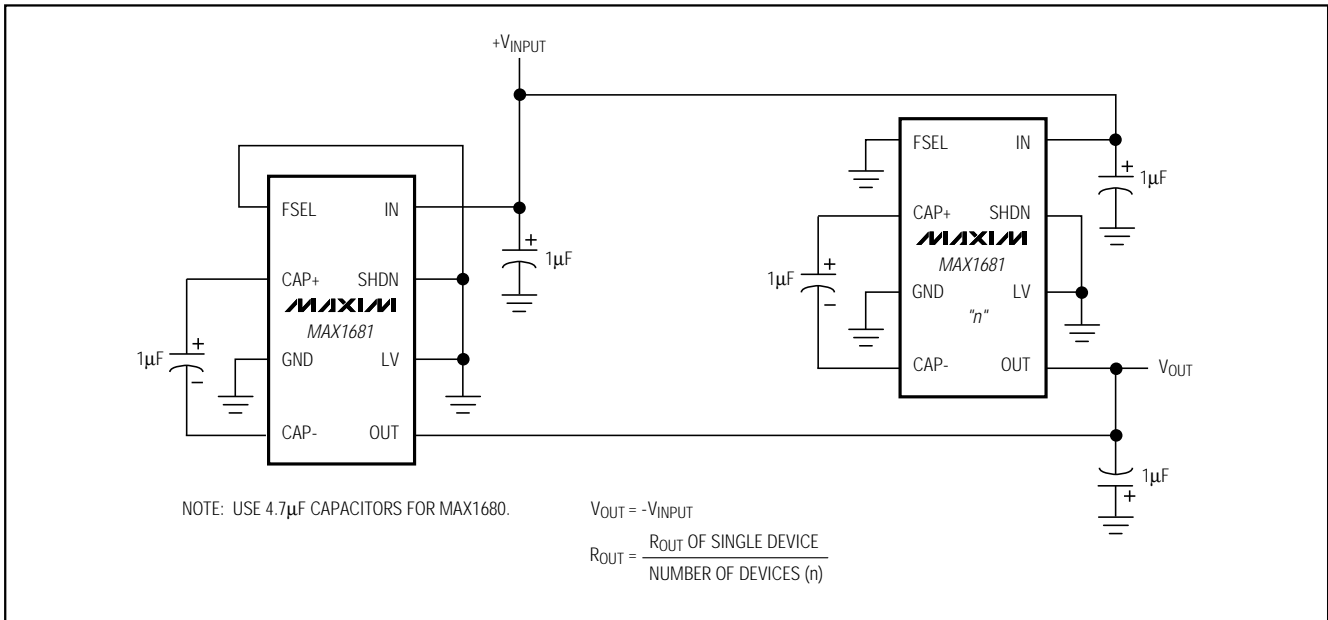 +VINPUT
FSEL IN
CAP+ SHDN
MAXIM
MAX1681
GND LV
CAP- OUT
1µF
+
−
+
1µF
FSEL IN
CAP+ SHDN
MAXIM
MAX1681
GND LV
"n"
CAP- OUT
1µF
+
−
+
1µF
VOUT
1µF
+
NOTE: USE 4.7µF CAPACITORS FOR MAX1680.
VOUT = -VINPUT
ROUT = ROUT OF SINGLE DEVICE
NUMBER OF DEVICES (n)